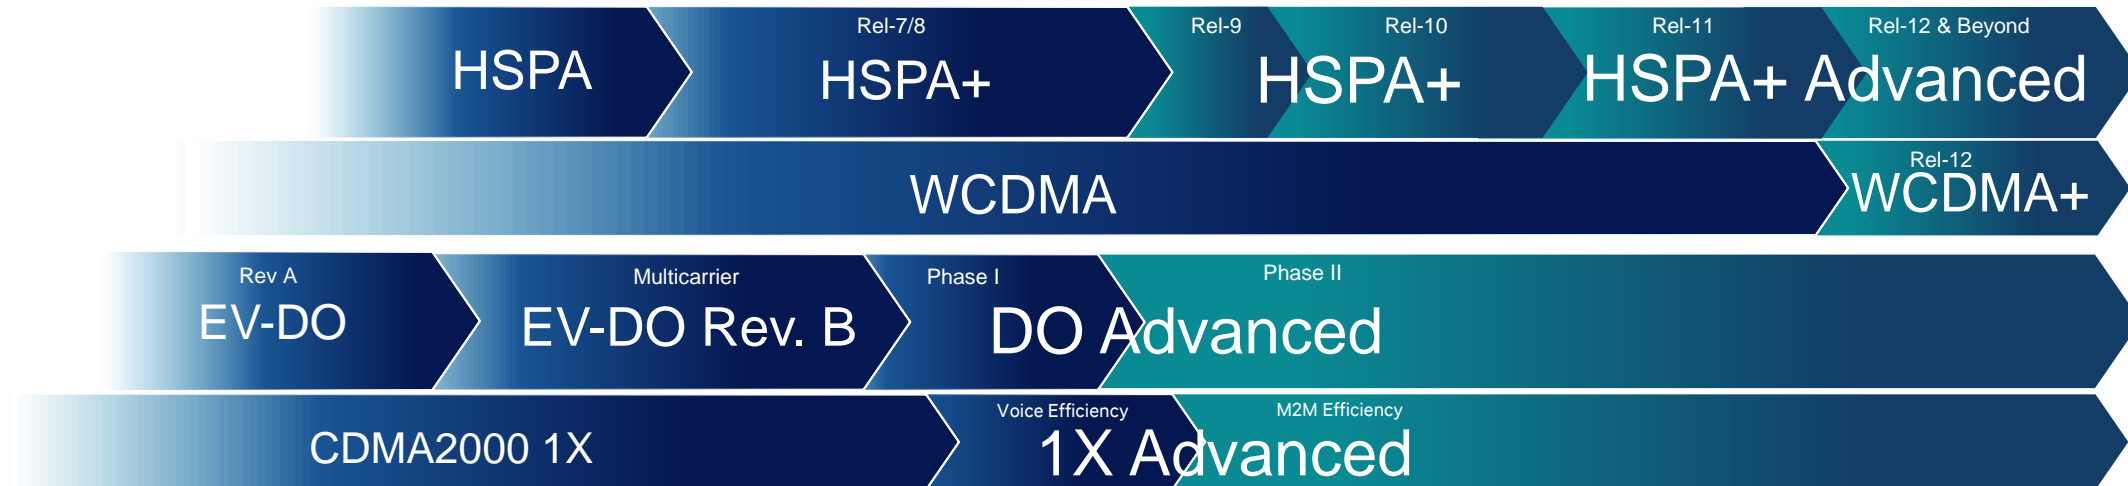 Rel-7/8 Rel-9 Rel-10 Rel-11 Rel-12 & Beyond
HSPA HSPA+ HSPA+ HSPA+ Advanced
Rel-12
WCDMA WCDMA+
Rev A Multicarrier Phase I Phase II
EV-DO EV-DO Rev. B DO Advanced
Voice Efficiency M2M Efficiency
CDMA2000 1X 1X Advanced